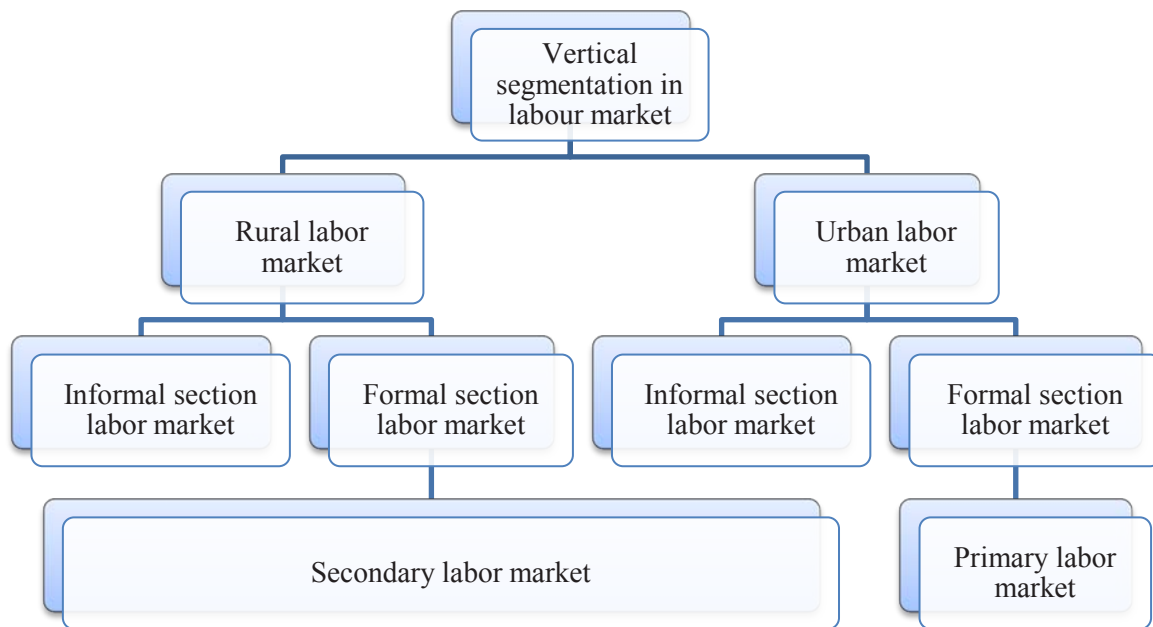 Vertical
segmentation in
labour market
Rural labor
market
Urban labor
market
Informal section
labor market
Formal section
labor market
Informal section
labor market
Formal section
labor market
Secondary labor market
Primary labor
market